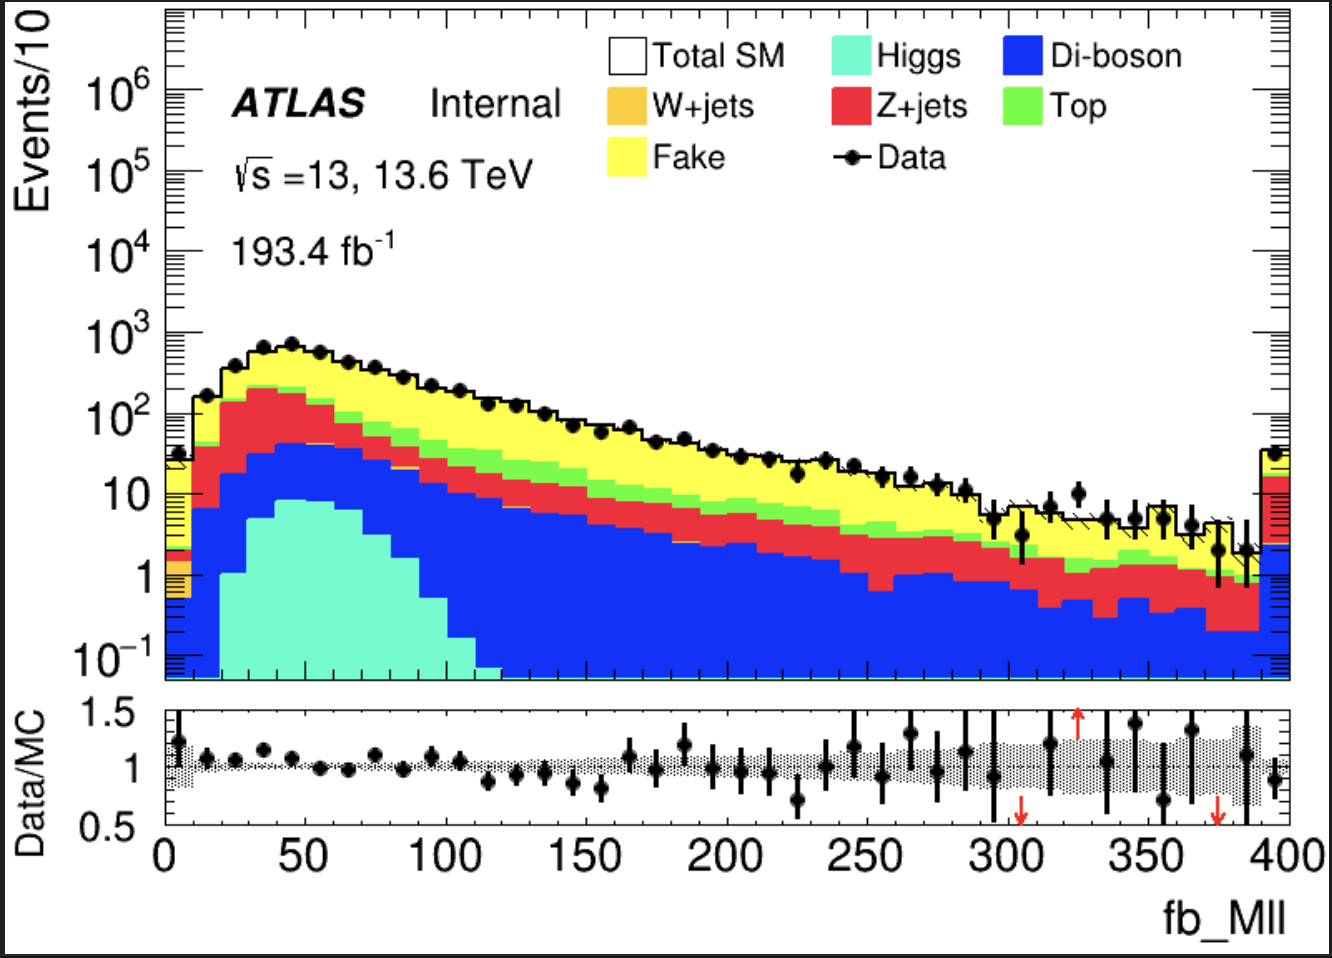 Events/10
10⁶
10⁵
10⁴
10³
10²
10
1
10⁻¹
ATLAS Internal
√s =13, 13.6 TeV
193.4 fb⁻¹
Total SM Higgs Di-boson
W+jets Z+jets Top
Fake Data
Data/MC
1.5
1
0.5
0 50 100 150 200 250 300 350 400
fb_Mll